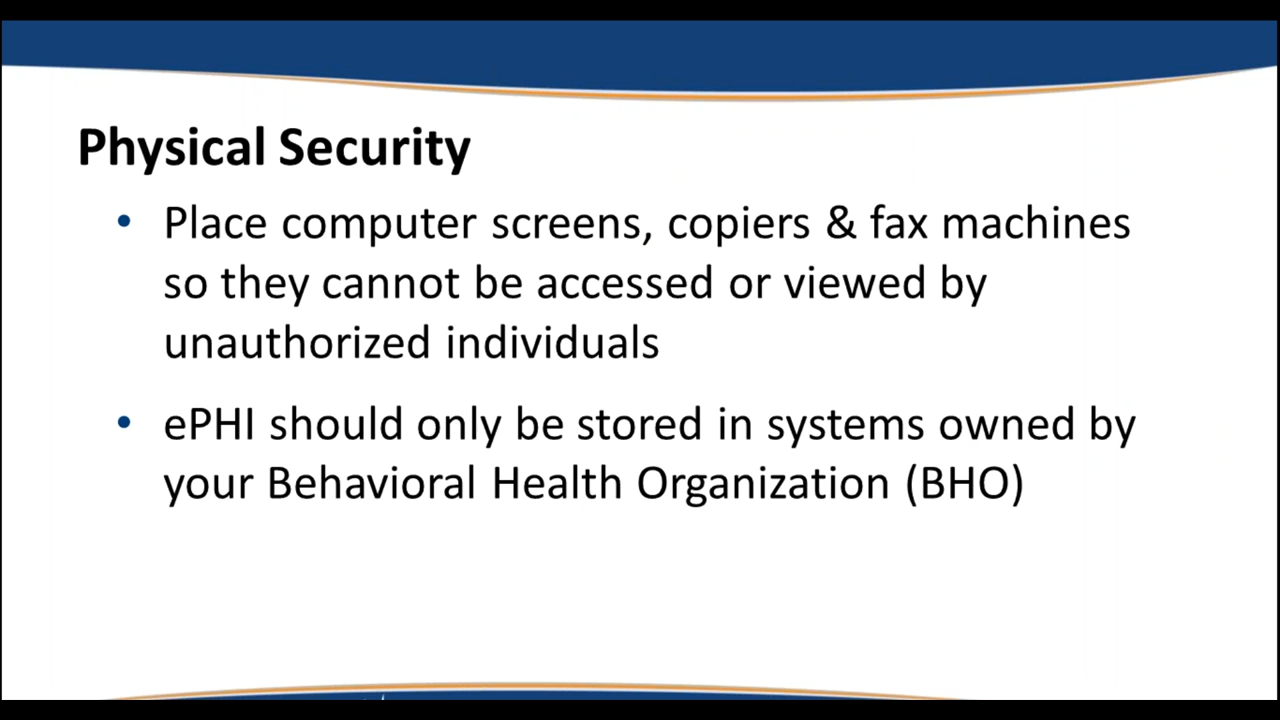 Physical Security
• Place computer screens, copiers & fax machines
so they cannot be accessed or viewed by
unauthorized individuals
• ePHI should only be stored in systems owned by
your Behavioral Health Organization (BHO)